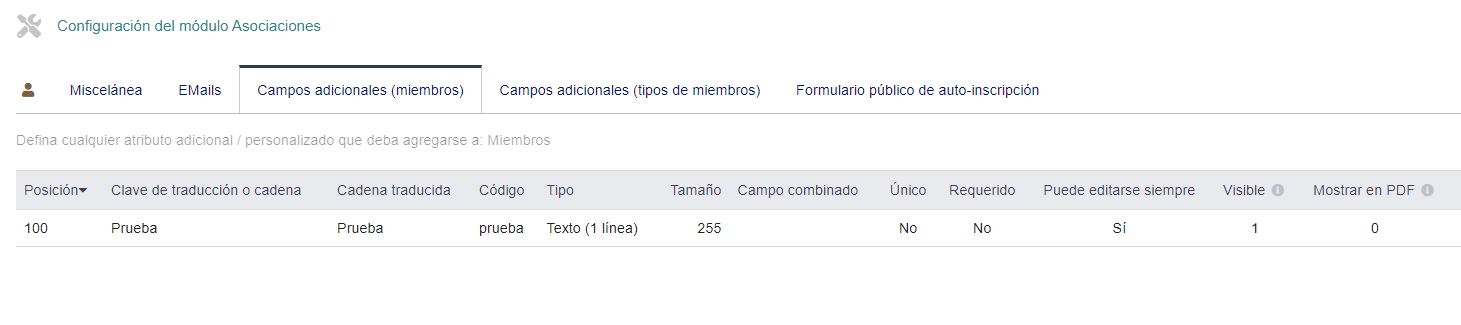 Configuración del módulo Asociaciones
Miscelánea EMails Campos adicionales (miembros) Campos adicionales (tipos de miembros) Formulario público de auto-inscripción
Defina cualquier atributo adicional / personalizado que deba agregarse a: Miembros
Posición Clave de traducción o cadena Cadena traducida Código Tipo Tamaño Campo combinado Único Requerido Puede editarse siempre Visible Mostrar en PDF
100 Prueba Prueba prueba Texto (1 línea) 255 No No Sí 1 0